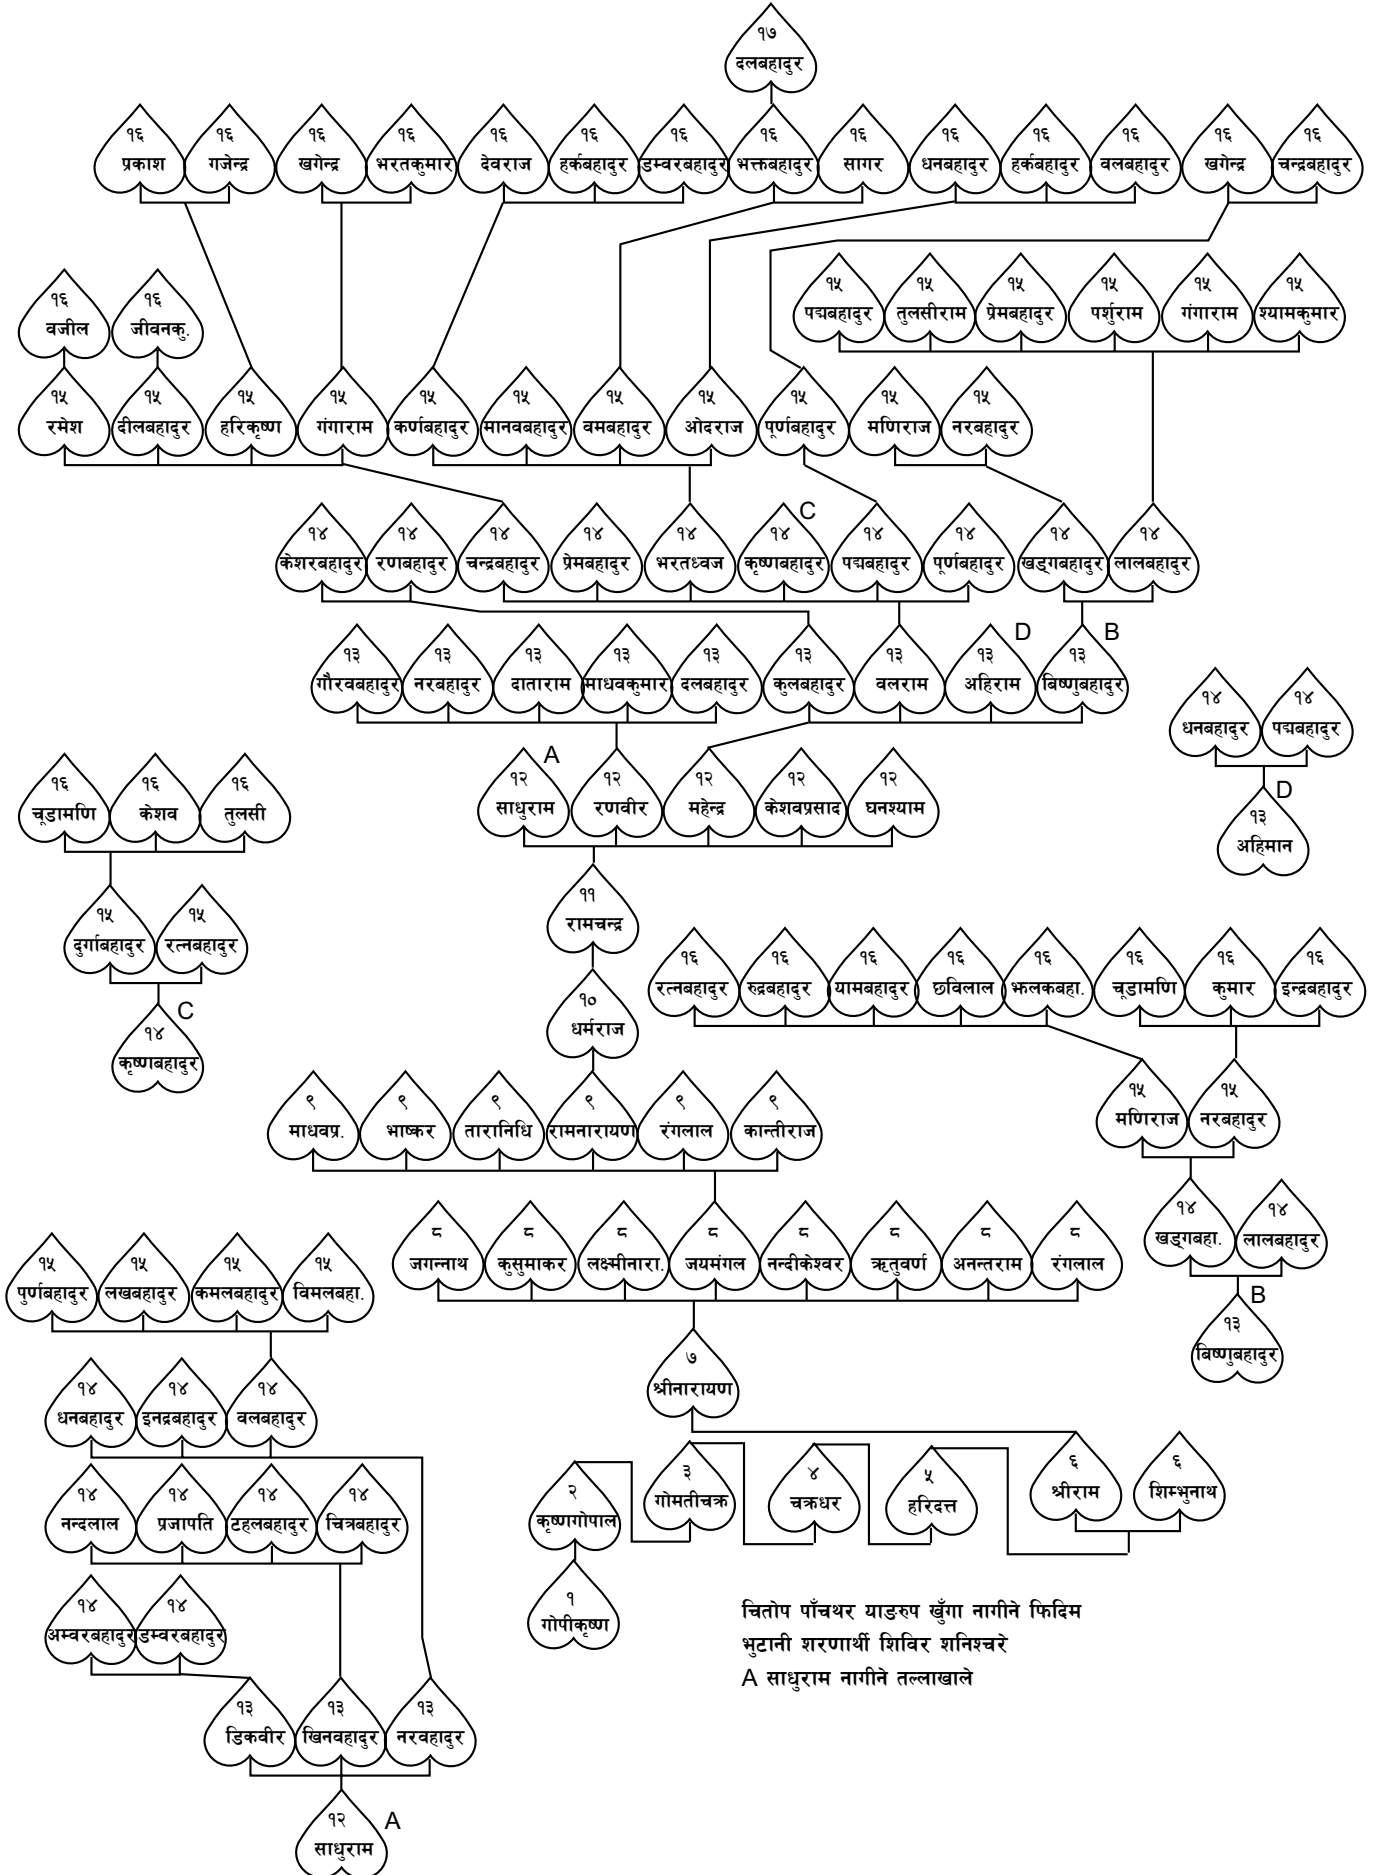 १७
दलबहादुर
१६ १६ १६ १६ १६ १६ १६ १६ १६ १६ १६ १६ १६ १६
प्रकाश गजेन्द्र खगेन्द्र भरतकुमार देवराज हर्कबहादुर डम्वरबहादुर भक्तबहादुर सागर धनबहादुर हर्कबहादुर वलबहादुर खगेन्द्र चन्द्रबहादुर
१६ १६
वजील जीवनकु.
१५ १५ १५ १५ १५ १५
पद्मबहादुर तुलसीराम प्रेमबहादुर पर्शुराम गंगाराम श्यामकुमार
१५ १५ १५ १५ १५ १५ १५ १५ १५ १५ १५
रमेश दीलबहादुर हरिकृष्ण गंगाराम कर्णबहादुर मानवबहादुर वमबहादुर ओदराज पूर्णबहादुर मणिराज नरबहादुर
१४ १४ १४ १४ १४ १४ C १४ १४ १४ १४
केशरबहादुर रणबहादुर चन्द्रबहादुर प्रेमबहादुर भरतध्वज कृष्णबहादुर पद्मबहादुर पूर्णबहादुर खड्गबहादुर लालबहादुर
१३ १३ १३ १३ १३ १३ १३ १३ D १३ B
गौरवबहादुर नरबहादुर दाताराम माधवकुमार दलबहादुर कुलबहादुर वलराम अहिराम बिष्णुबहादुर
१४ १४
धनबहादुर पद्मबहादुर
D
१३
अहिमान
१२ A १२ १२ १२ १२
साधुराम रणवीर महेन्द्र केशवप्रसाद घनश्याम
१६ १६ १६
चूडामणि केशब तुलसी
१५ १५
दुर्गाबहादुर रत्नबहादुर
C
१४
कृष्णबहादुर
११
रामचन्द्र
१०
धर्मराज
१६ १६ १६ १६ १६ १६ १६ १६
रत्नबहादुर रुद्रबहादुर यामबहादुर छविलाल झलकबहा. चूडामणि कुमार इन्द्रबहादुर
१५ १५
मणिराज नरबहादुर
१४ १४
खड्गबहा. लालबहादुर
B
१३
बिष्णुबहादुर
९ ९ ९ ९ ९ ९
माधवप्र. भाष्कर तारानिधि रामनारायण रंगलाल कान्तीराज
८ ८ ८ ८ ८ ८ ८ ८
जगन्नाथ कुसुमाकर लक्ष्मीनारा. जयमंगल नन्दीकेश्वर ऋतुवर्ण अनन्तराम रंगलाल
७
श्रीनारायण
२ ३ ४ ५ ६ ६
कृष्णगोपाल गोमतीचक्र चक्रधर हरिदत्त श्रीराम शिम्भुनाथ
१
गोपीकृष्ण
१५ १५ १५ १५
पुर्णबहादुर लखबहादुर कमलबहादुर विमलबहा.
१४ १४ १४
धनबहादुर इनद्रबहादुर वलबहादुर
१४ १४ १४ १४
नन्दलाल प्रजापति टहलबहादुर चित्रबहादुर
१४ १४
अम्वरबहादुर डम्वरबहादुर
१३ १३ १३
डिकवीर खिनवहादुर नरवहादुर
१२ A
साधुराम
चितोप पाँचथर याङरुप खुँगा नागीने फिदिम
भुटानी शरणार्थी शिविर शनिश्चरे
A साधुराम नागीने तल्लाखाले